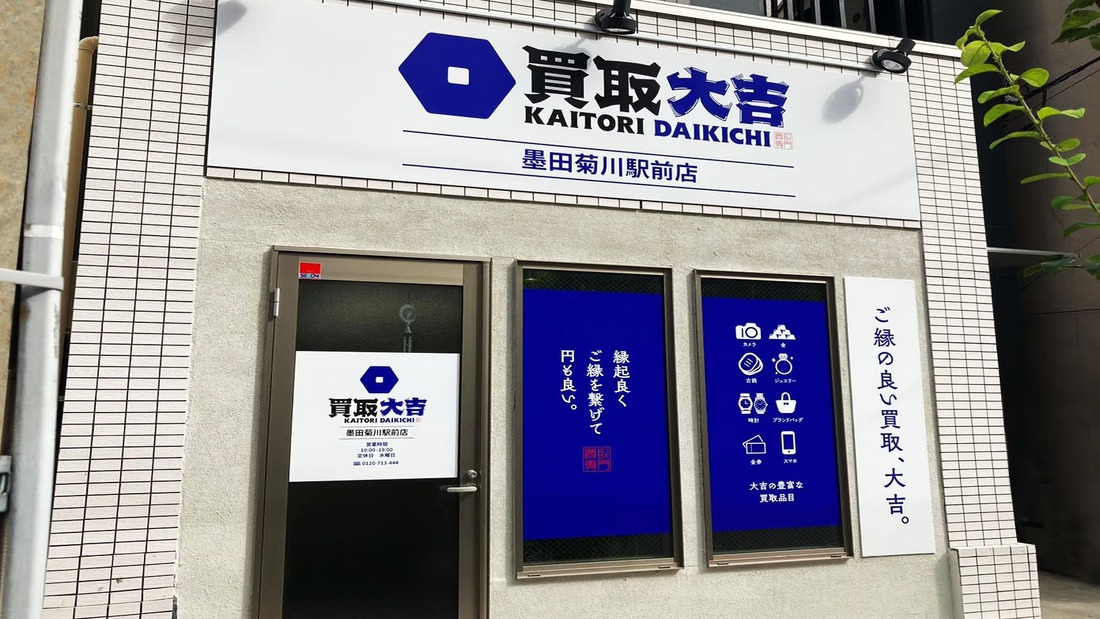 買取大吉
KAITORI DAIKICHI
墨田菊川駅前店
買取大吉
KAITORI DAIKICHI
墨田菊川駅前店
営業時間
10:00-19:00
定休日 水曜日
0120-713-444
縁起良く
ご縁を繋げて
円も良い。
カメラ
金
古銭
ジュエリー
時計
ブランドバッグ
金券
スマホ
大吉の豊富な
買取品目
ご縁の良い買取、大吉。